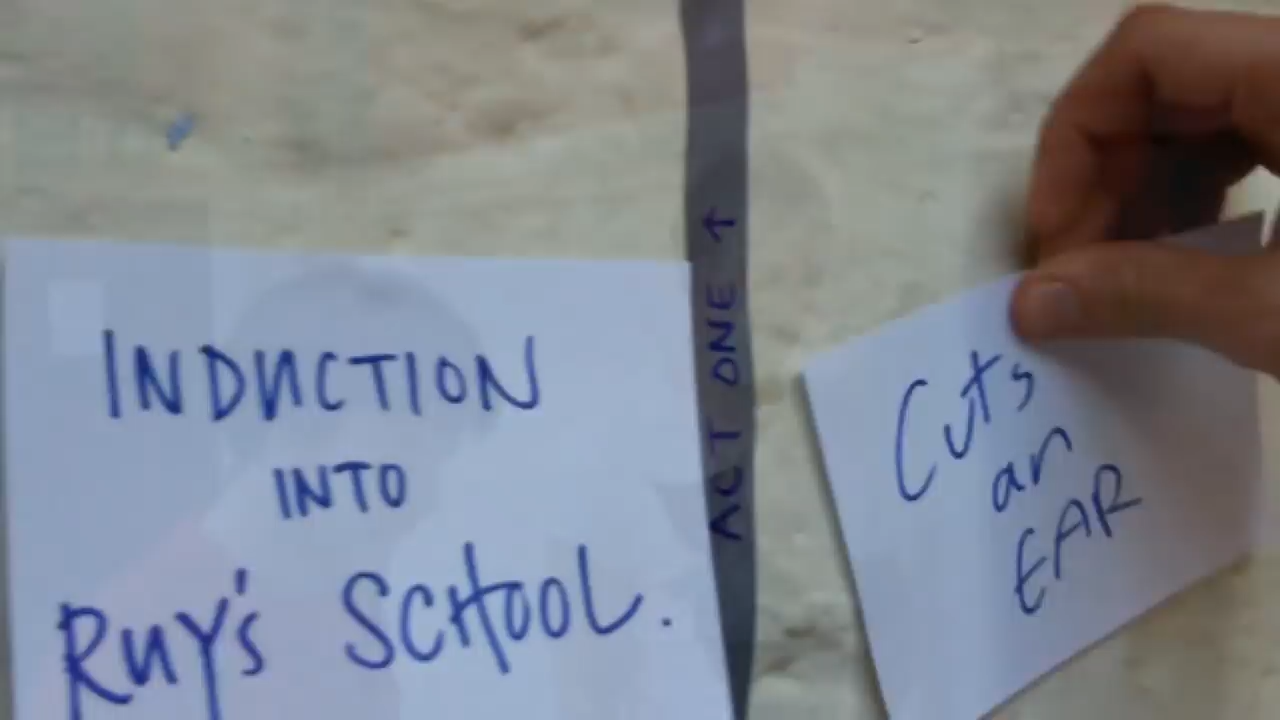 INDUCTION
INTO
RUY'S SCHOOL.
ACT ONE ↑
Cuts
an
EAR